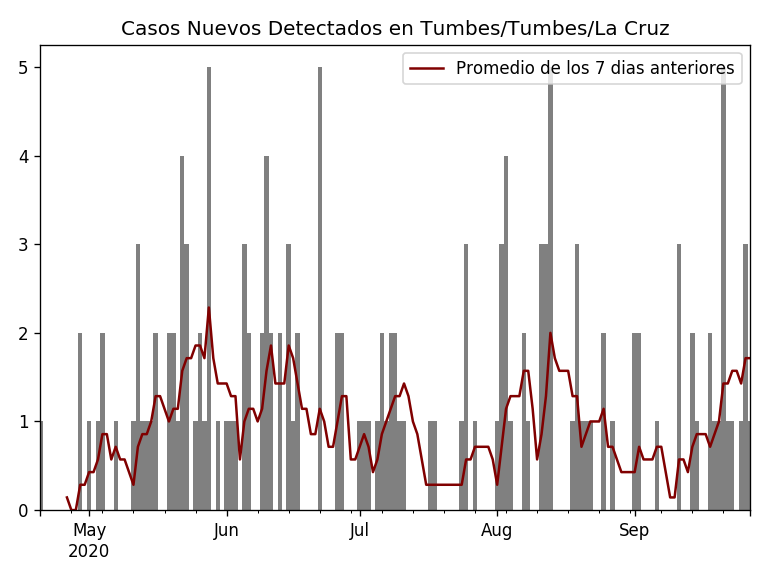 Casos Nuevos Detectados en Tumbes/Tumbes/La Cruz
Promedio de los 7 dias anteriores
5
4
3
2
1
0
May Jun Jul Aug Sep
2020